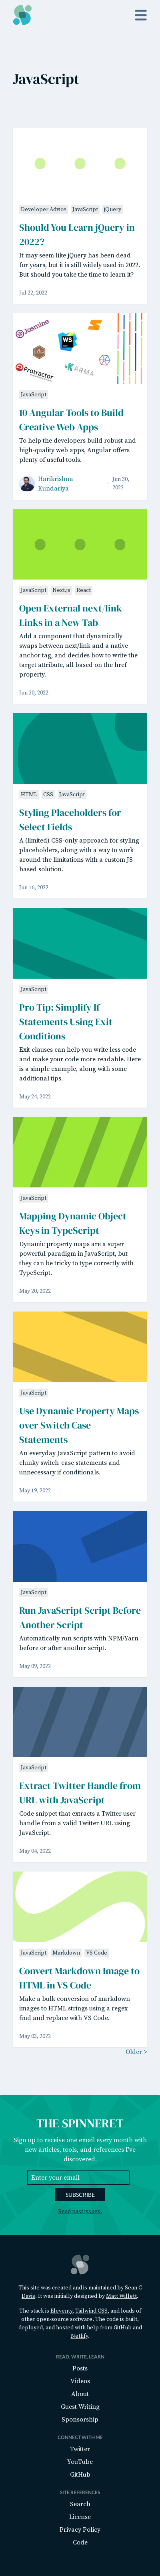 JavaScript
Developer Advice JavaScript jQuery
Should You Learn jQuery in
2022?
It may seem like jQuery has been dead
for years, but it is still widely used in 2022.
But should you take the time to learn it?
Jul 22, 2022
Jasmine
WS
Protractor
KARMA
JavaScript
10 Angular Tools to Build
Creative Web Apps
To help the developers build robust and
high-quality web apps, Angular offers
plenty of useful tools.
Harikrishna
Kundariya
Jun 30,
2022
JavaScript Next.js React
Open External next/link
Links in a New Tab
Add a component that dynamically
swaps between next/link and a native
anchor tag, and decides how to write the
target attribute, all based on the href
property.
Jun 30, 2022
HTML CSS JavaScript
Styling Placeholders for
Select Fields
A (limited) CSS-only approach for styling
placeholders, along with a way to work
around the limitations with a custom JS-
based solution.
Jun 16, 2022
JavaScript
Pro Tip: Simplify If
Statements Using Exit
Conditions
Exit clauses can help you write less code
and make your code more readable. Here
is a simple example, along with some
additional tips.
May 24, 2022
JavaScript
Mapping Dynamic Object
Keys in TypeScript
Dynamic property maps are a super
powerful paradigm in JavaScript, but
they can be tricky to type correctly with
TypeScript.
May 20, 2022
JavaScript
Use Dynamic Property Maps
over Switch Case
Statements
An everyday JavaScript pattern to avoid
chunky switch-case statements and
unnecessary if conditionals.
May 19, 2022
JavaScript
Run JavaScript Script Before
Another Script
Automatically run scripts with NPM/Yarn
before or after another script.
May 09, 2022
JavaScript
Extract Twitter Handle from
URL with JavaScript
Code snippet that extracts a Twitter user
handle from a valid Twitter URL using
JavaScript.
May 04, 2022
JavaScript Markdown VS Code
Convert Markdown Image to
HTML in VS Code
Make a bulk conversion of markdown
images to HTML strings using a regex
find and replace with VS Code.
May 03, 2022
Older >
THE SPINNERET
Sign up to receive one email every month with
new articles, tools, and references I've
discovered.
Enter your email
SUBSCRIBE
Read past issues.
This site was created and is maintained by Sean C
Davis. It was initially designed by Matt Willett.
The stack is Eleventy, Tailwind CSS, and loads of
absolutely no other software. The code is built,
deployed, and hosted with help from GitHub and
Netlify.
READ, WRITE, LEARN
Posts
Videos
About
Guest Writing
Sponsorship
CONNECT WITH ME
Twitter
YouTube
GitHub
SITE REFERENCES
Search
License
Privacy Policy
Code